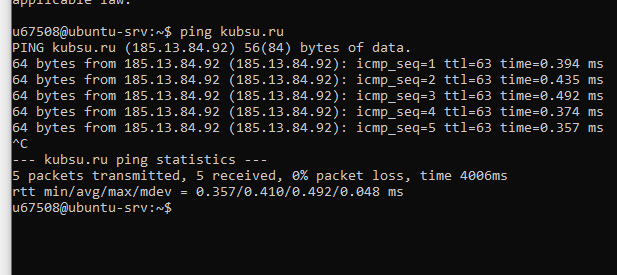 applicable law.
u67508@ubuntu-srv:~$ ping kubsu.ru
PING kubsu.ru (185.13.84.92) 56(84) bytes of data.
64 bytes from 185.13.84.92 (185.13.84.92): icmp_seq=1 ttl=63 time=0.394 ms
64 bytes from 185.13.84.92 (185.13.84.92): icmp_seq=2 ttl=63 time=0.435 ms
64 bytes from 185.13.84.92 (185.13.84.92): icmp_seq=3 ttl=63 time=0.492 ms
64 bytes from 185.13.84.92 (185.13.84.92): icmp_seq=4 ttl=63 time=0.374 ms
64 bytes from 185.13.84.92 (185.13.84.92): icmp_seq=5 ttl=63 time=0.357 ms
^C
--- kubsu.ru ping statistics ---
5 packets transmitted, 5 received, 0% packet loss, time 4006ms
rtt min/avg/max/mdev = 0.357/0.410/0.492/0.048 ms
u67508@ubuntu-srv:~$